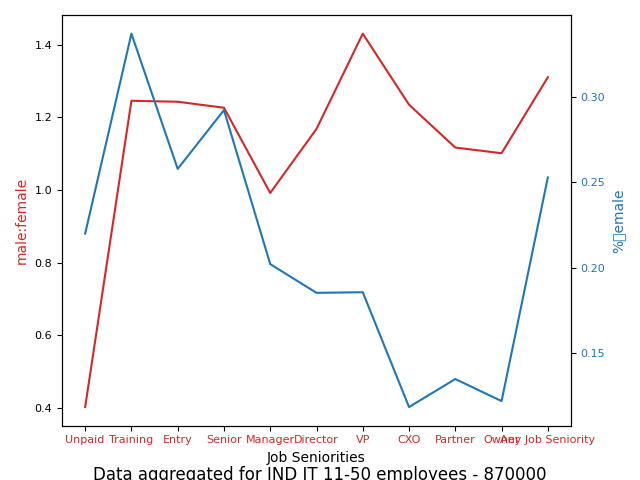 1.4
1.2
1.0
0.8
0.6
0.4
male:female
0.30
0.25
0.20
0.15
Unpaid Training Entry Senior Manager Director VP CXO Partner Owner Any Job Seniority
Job Seniorities
Data aggregated for IND IT 11-50 employees - 870000